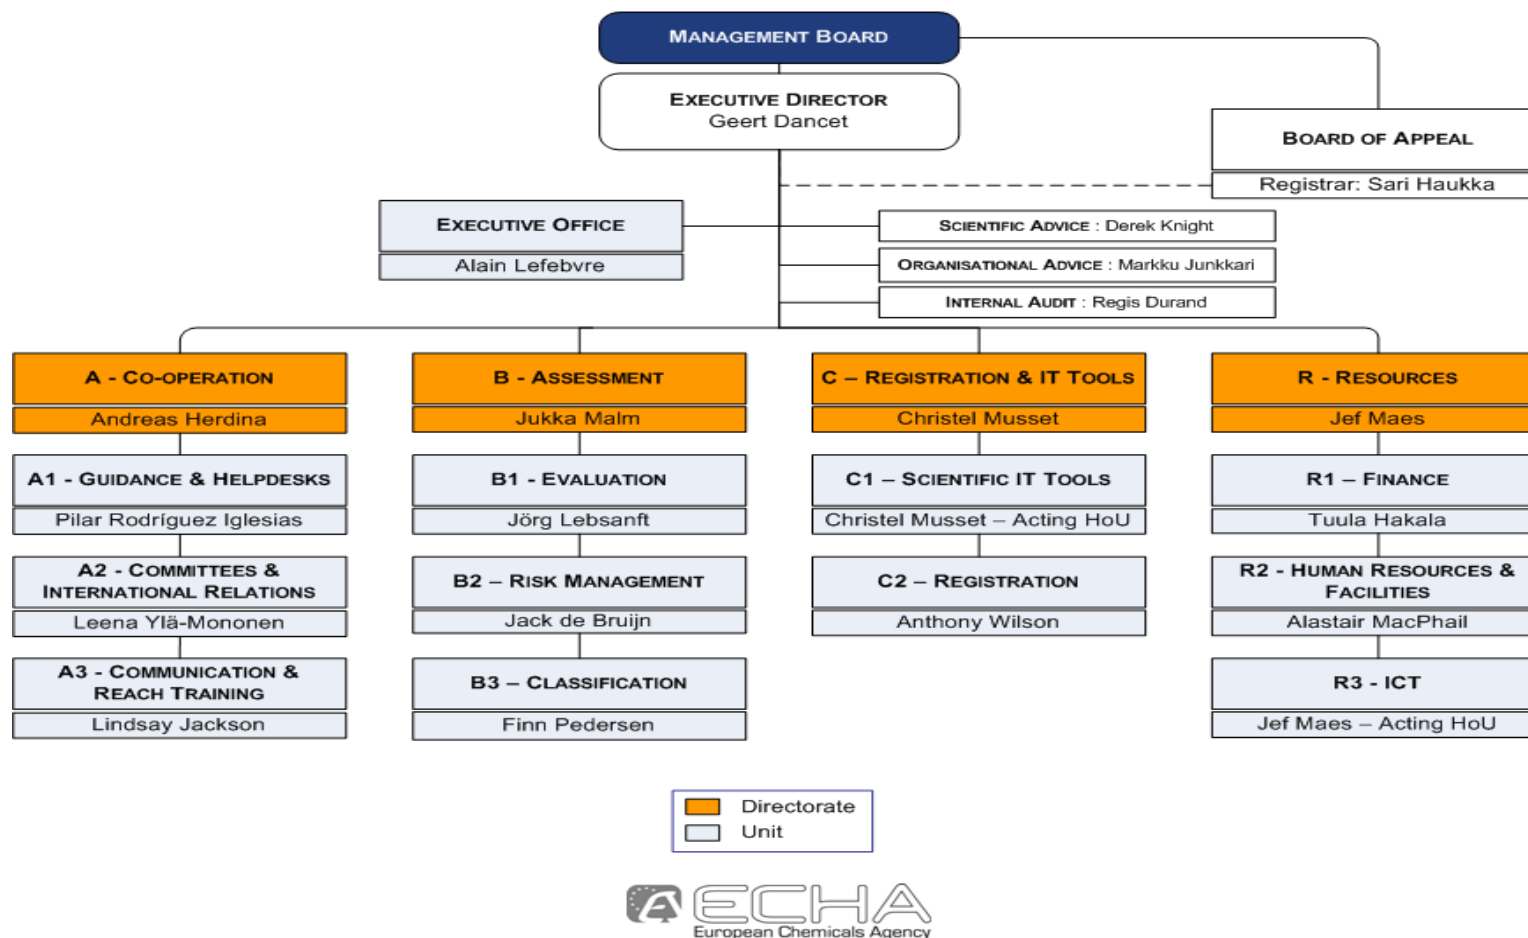 MANAGEMENT BOARD
EXECUTIVE DIRECTOR
Geert Dancet
BOARD OF APPEAL
Registrar: Sari Haukka
EXECUTIVE OFFICE
Alain Lefebvre
SCIENTIFIC ADVICE : Derek Knight
ORGANISATIONAL ADVICE : Markku Junkkari
INTERNAL AUDIT : Regis Durand
A - CO-OPERATION
Andreas Herdina
A1 - GUIDANCE & HELPDESKS
Pilar Rodríguez Iglesias
A2 - COMMITTEES &
INTERNATIONAL RELATIONS
Leena Ylä-Mononen
A3 - COMMUNICATION &
REACH TRAINING
Lindsay Jackson
B - ASSESSMENT
Jukka Malm
B1 - EVALUATION
Jörg Lebsanft
B2 – RISK MANAGEMENT
Jack de Bruijn
B3 – CLASSIFICATION
Finn Pedersen
C – REGISTRATION & IT TOOLS
Christel Musset
C1 – SCIENTIFIC IT TOOLS
Christel Musset – Acting HoU
C2 – REGISTRATION
Anthony Wilson
R - RESOURCES
Jef Maes
R1 – FINANCE
Tuula Hakala
R2 - HUMAN RESOURCES &
FACILITIES
Alastair MacPhail
R3 - ICT
Jef Maes – Acting HoU
Directorate
Unit
ECHA
European Chemicals Agency